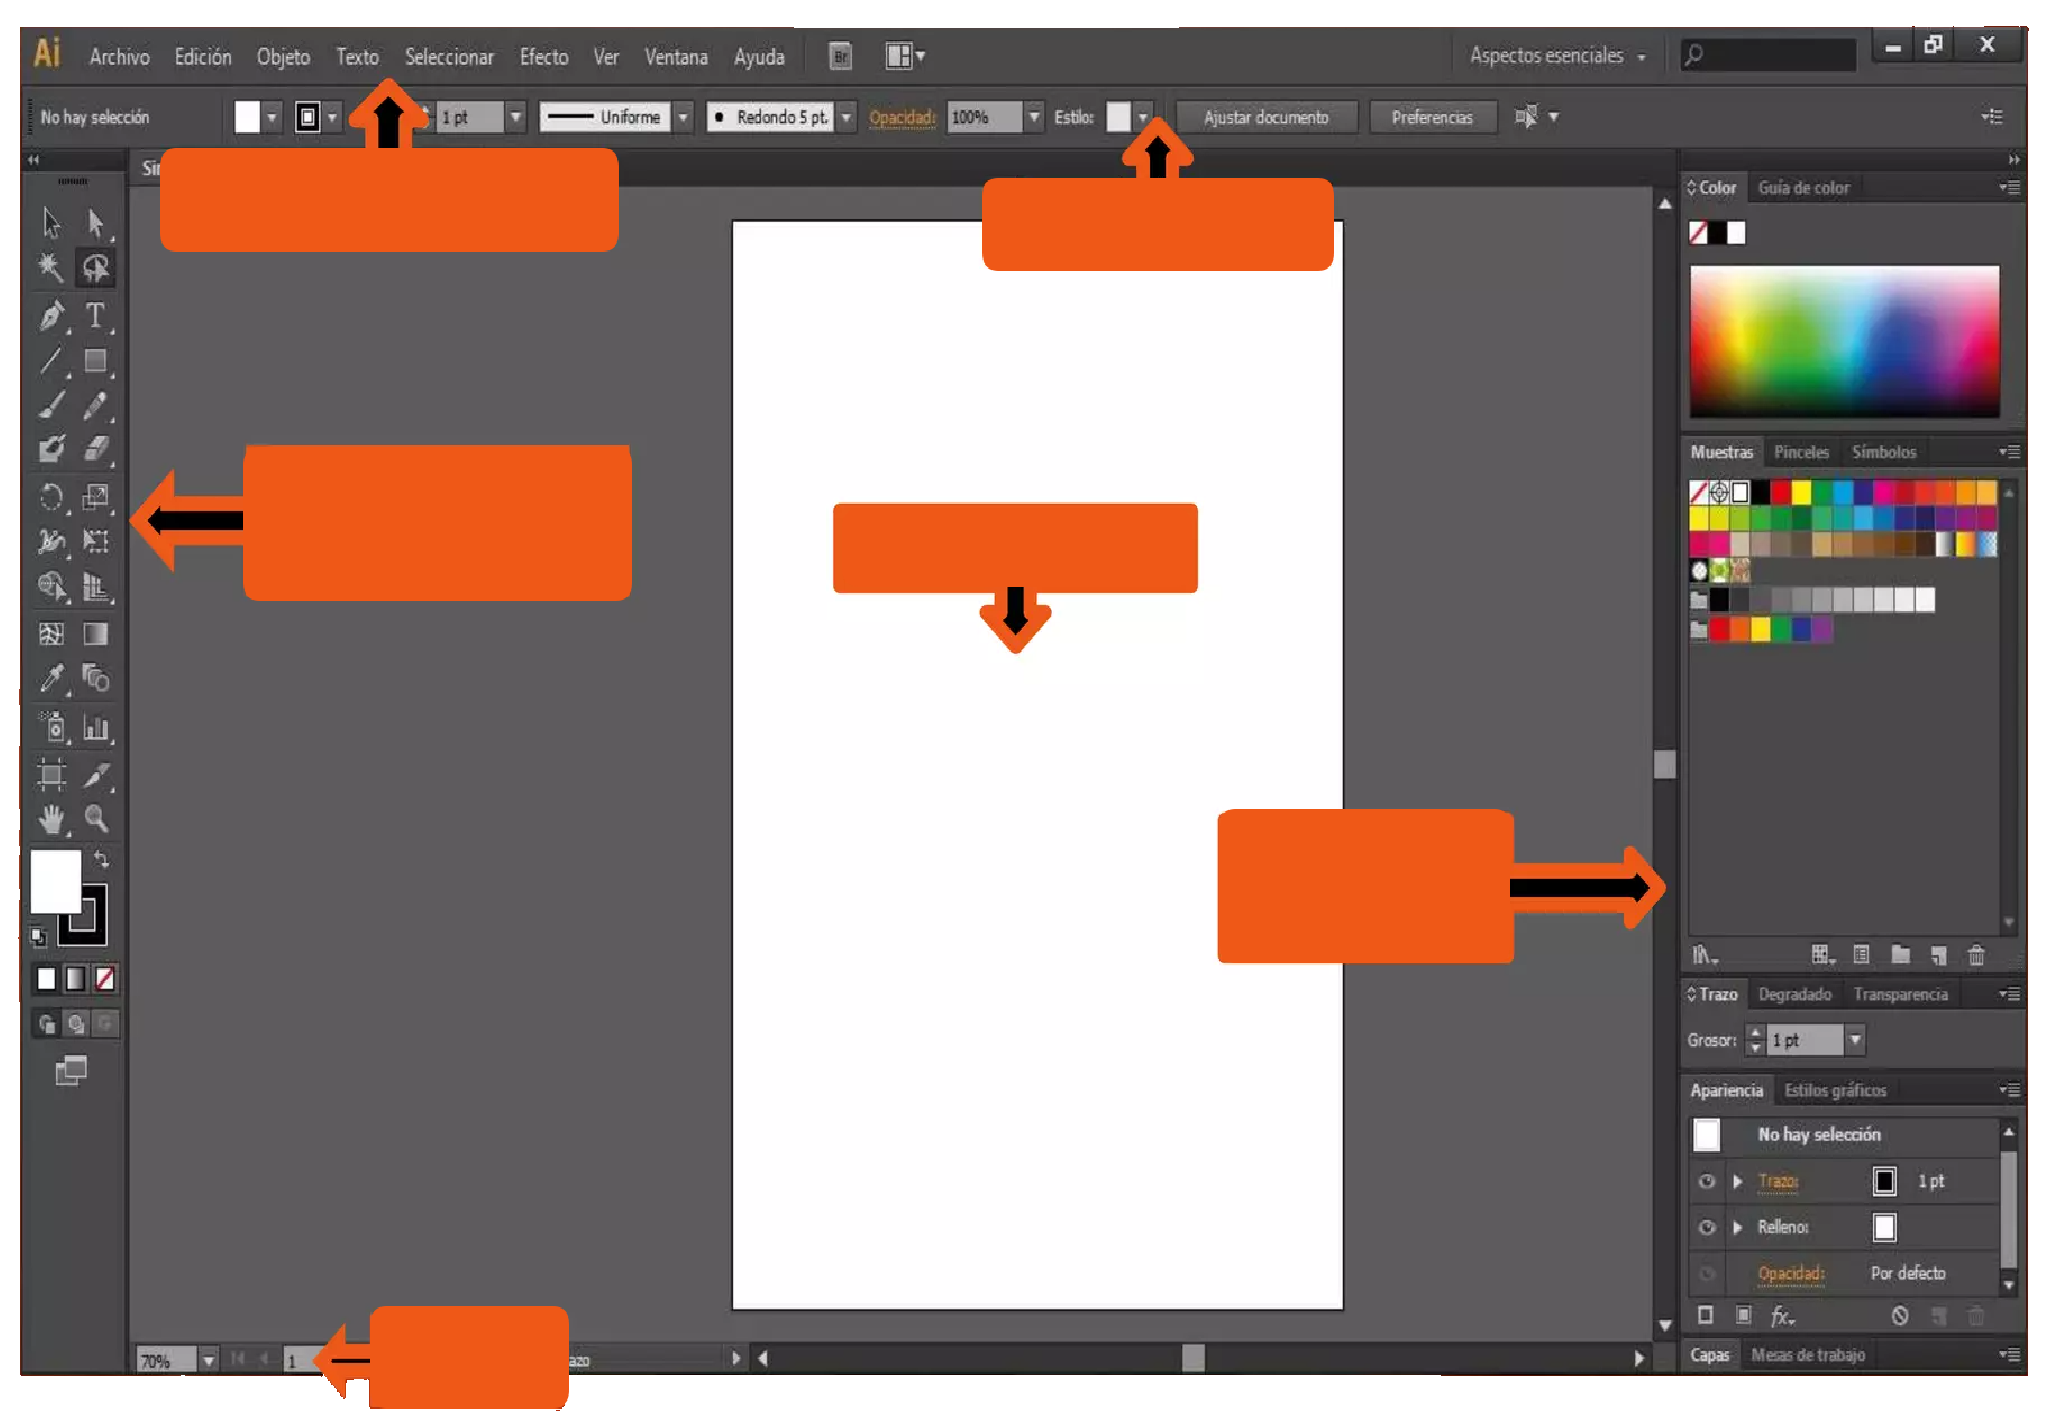 Ai Archivo Edición Objeto Texto Seleccionar Efecto Ver Ventana Ayuda Br Aspectos esenciales
No hay selección 1 pt Uniforme Redondo 5 pt. Opacidad: 100% Estilo: Ajustar documento Preferencias
Color Guía de color
Muestras Pinceles Símbolos
Trazo Degradado Transparencia
Grosor: 1 pt
Apariencia Estilos gráficos
No hay selección
Trazo: 1 pt
Relleno:
Opacidad: Por defecto
fx
Capas Mesas de trabajo
70% 1